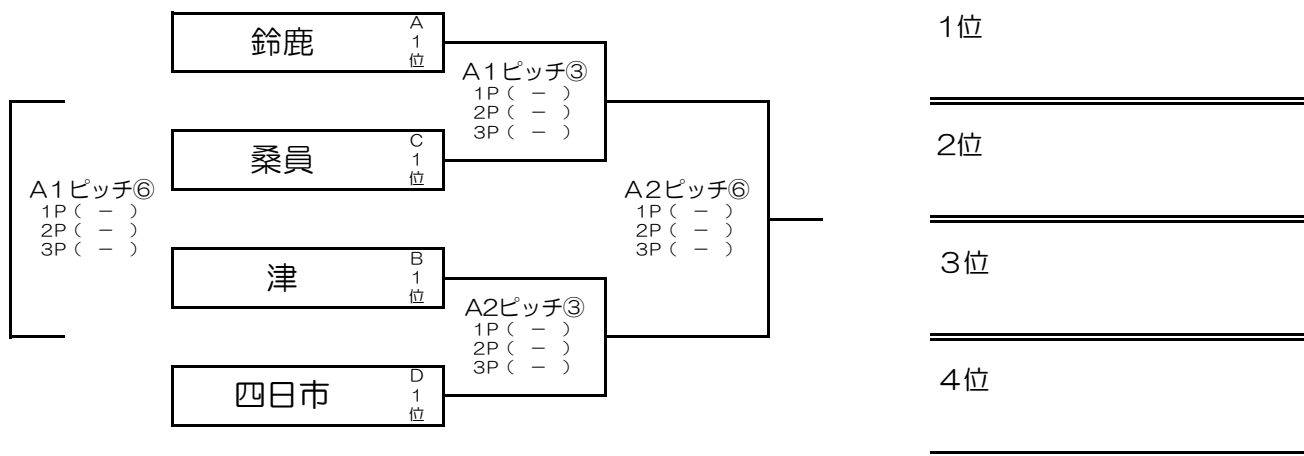 鈴鹿
A
1
位
A1ピッチ③
1P( － )
2P( － )
3P( － )
桑員
C
1
位
A1ピッチ⑥
1P( － )
2P( － )
3P( － )
A2ピッチ⑥
1P( － )
2P( － )
3P( － )
津
B
1
位
A2ピッチ③
1P( － )
2P( － )
3P( － )
四日市
D
1
位
1位
2位
3位
4位